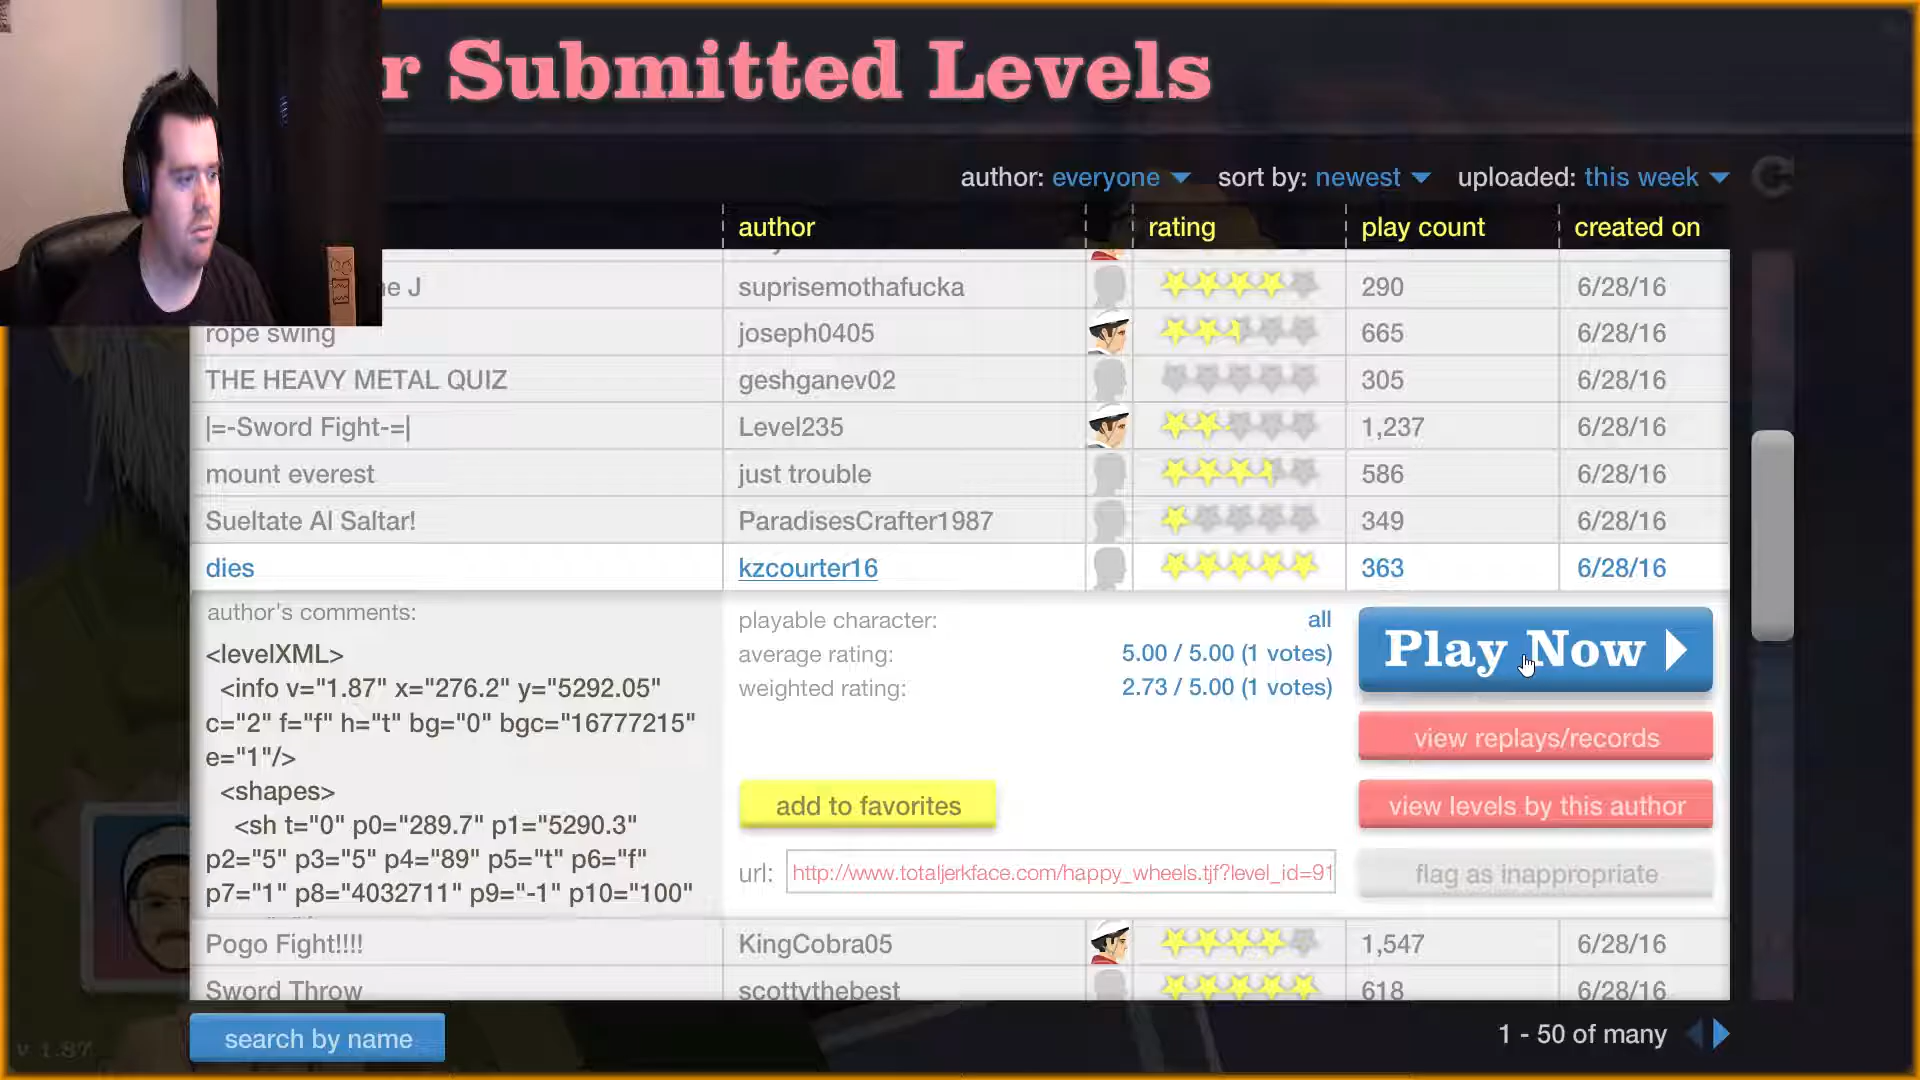 r Submitted Levels
author: everyone sort by: newest uploaded: this week
author rating play count created on
e J suprisemothafucka 290 6/28/16
rope swing joseph0405 665 6/28/16
THE HEAVY METAL QUIZ geshganev02 305 6/28/16
|=-Sword Fight-=| Level235 1,237 6/28/16
mount everest just trouble 586 6/28/16
Sueltate Al Saltar! ParadisesCrafter1987 349 6/28/16
dies kzcourter16 363 6/28/16
author's comments:
<levelXML>
<info v="1.87" x="276.2" y="5292.05"
c="2" f="f" h="t" bg="0" bgc="16777215"
e="1"/>
<shapes>
<sh t="0" p0="289.7" p1="5290.3"
p2="5" p3="5" p4="89" p5="t" p6="f"
p7="1" p8="4032711" p9="-1" p10="100"
playable character: all
average rating: 5.00 / 5.00 (1 votes)
weighted rating: 2.73 / 5.00 (1 votes)
add to favorites
url: http://www.totaljerkface.com/happy_wheels.tjf?level_id=91
Play Now
view replays/records
view levels by this author
flag as inappropriate
Pogo Fight!!!! KingCobra05 1,547 6/28/16
Sword Throw scottythebest 618 6/28/16
search by name
1 - 50 of many
v 1.87